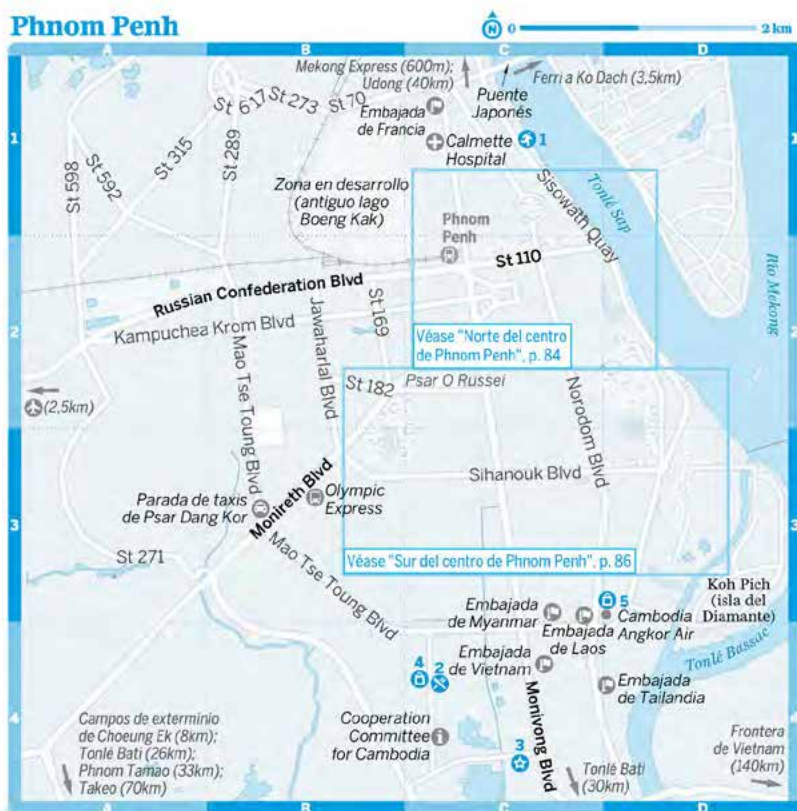 Phnom Penh
N 0 2 km
A B C D
Mekong Express (600m);
Udong (40km)
Ferri a Ko Dach (3,5km)
Puente
Japonés
St 617
St 273
St 70
Embajada
de Francia
1
1
1
Calmette
Hospital
St 315
St 289
St 598
St 592
Zona en desarrollo
(antiguo lago
Boeng Kak)
Sisowath Quay
Tonlé Sap
Phnom
Penh
St 110
Russian Confederation Blvd
Río Mekong
Kampuchea Krom Blvd
Jawaharlal Blvd
St 169
2
2
Véase "Norte del centro
de Phnom Penh", p. 84
Mao Tse Toung Blvd
St 182
Psar O Russei
Norodom Blvd
(2,5km)
Monireth Blvd
Sihanouk Blvd
Parada de taxis
de Psar Dang Kor
Olympic
Express
3
3
St 271
Mao Tse Toung Blvd
Véase "Sur del centro de Phnom Penh", p. 86
Koh Pich
(isla del
Diamante)
Embajada
de Myanmar
5
Cambodia
Angkor Air
Embajada
de Laos
Tonlé Bassac
Embajada
de Vietnam
4 2
Embajada
de Tailandia
4
4
Monivong Blvd
Campos de exterminio
de Choeung Ek (8km);
Tonlé Bati (26km);
Phnom Tamao (33km);
Takeo (70km)
Cooperation
Committee
for Cambodia
3
Tonlé Bati
(30km)
Frontera
de Vietnam
(140km)
A B C D